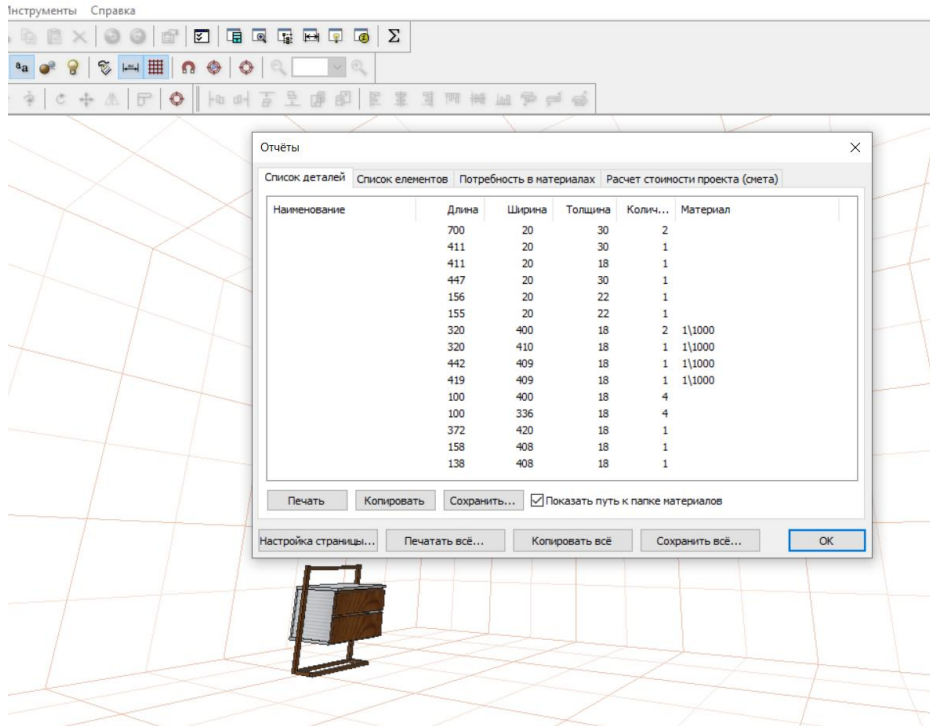 Инструменты Справка
Отчёты
Список деталей Список елементов Потребность в материалах Расчет стоимости проекта (смета)
Наименование Длина Ширина Толщина Колич... Материал
700 20 30 2
411 20 30 1
411 20 18 1
447 20 30 1
156 20 22 1
155 20 22 1
320 400 18 2 1\1000
320 410 18 1 1\1000
442 409 18 1 1\1000
419 409 18 1 1\1000
100 400 18 4
100 336 18 4
372 420 18 1
158 408 18 1
138 408 18 1
Печать Копировать Сохранить... Показать путь к папке материалов
Настройка страницы... Печатать всё... Копировать всё Сохранить всё... OK